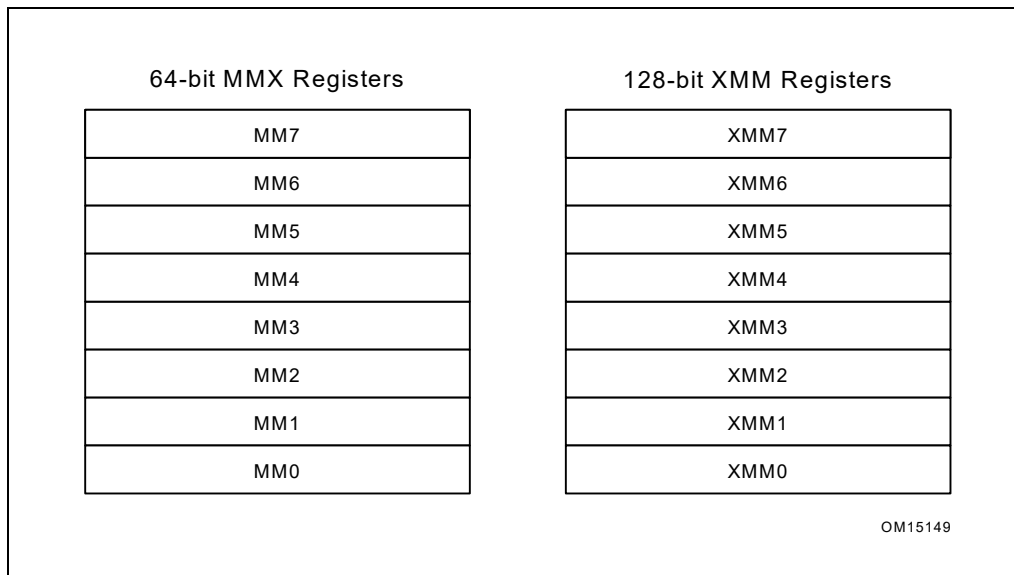 64-bit MMX Registers
MM7
MM6
MM5
MM4
MM3
MM2
MM1
MM0
128-bit XMM Registers
XMM7
XMM6
XMM5
XMM4
XMM3
XMM2
XMM1
XMM0
OM15149